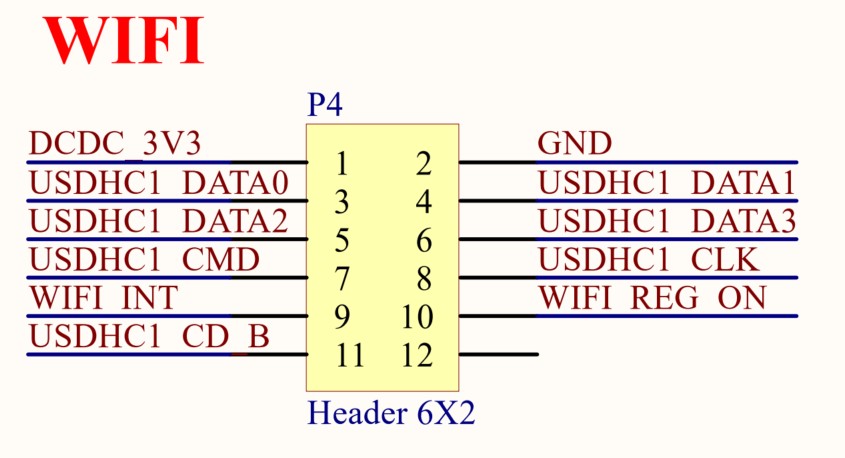 WIFI
P4
DCDC_3V3 1 2 GND
USDHC1_DATA0 3 4 USDHC1_DATA1
USDHC1_DATA2 5 6 USDHC1_DATA3
USDHC1_CMD 7 8 USDHC1_CLK
WIFI_INT 9 10 WIFI_REG_ON
USDHC1_CD_B 11 12
Header 6X2